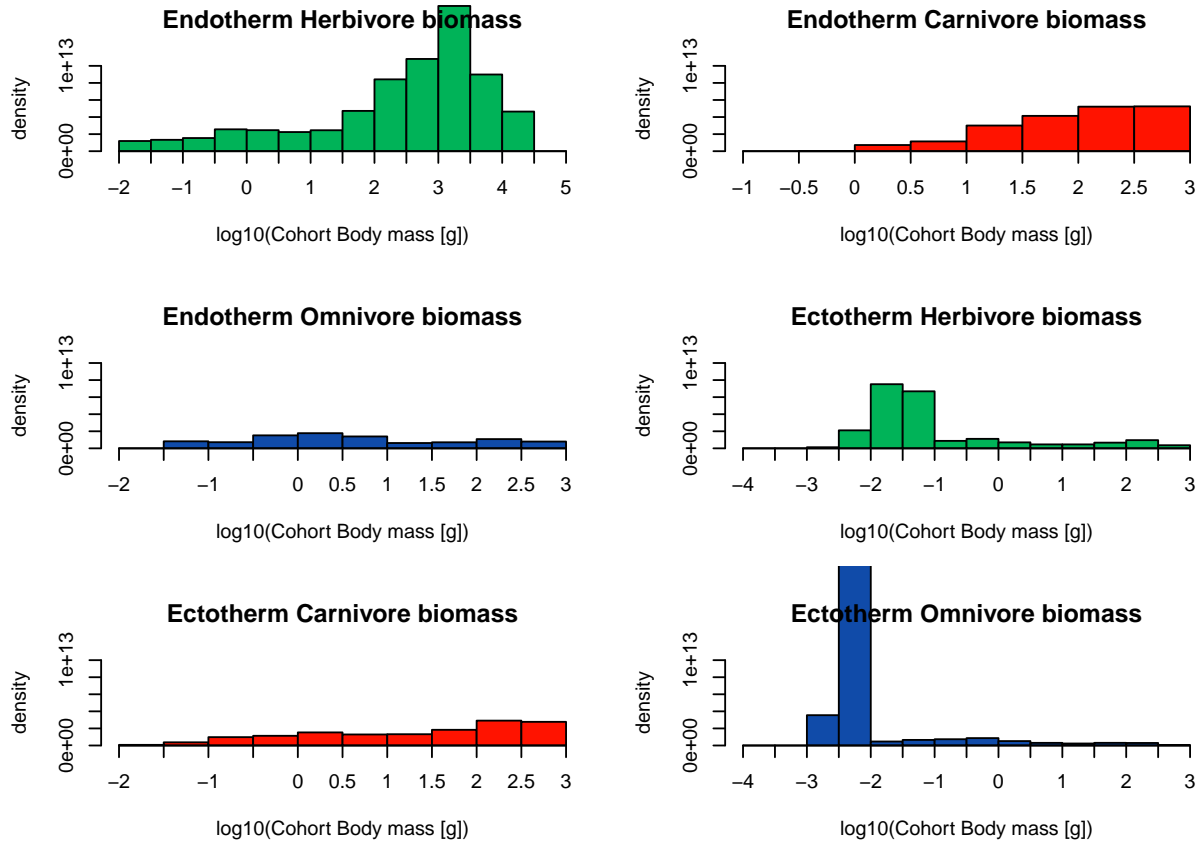 Endotherm Herbivore biomass
density
0e+00 1e+13
−2 −1 0 1 2 3 4 5
log10(Cohort Body mass [g])
Endotherm Carnivore biomass
density
0e+00 1e+13
−1 −0.5 0 0.5 1 1.5 2 2.5 3
log10(Cohort Body mass [g])
Endotherm Omnivore biomass
density
0e+00 1e+13
−2 −1 0 0.5 1 1.5 2 2.5 3
log10(Cohort Body mass [g])
Ectotherm Herbivore biomass
density
0e+00 1e+13
−4 −3 −2 −1 0 1 2 3
log10(Cohort Body mass [g])
Ectotherm Carnivore biomass
density
0e+00 1e+13
−2 −1 0 0.5 1 1.5 2 2.5 3
log10(Cohort Body mass [g])
Ectotherm Omnivore biomass
density
0e+00 1e+13
−4 −3 −2 −1 0 1 2 3
log10(Cohort Body mass [g])